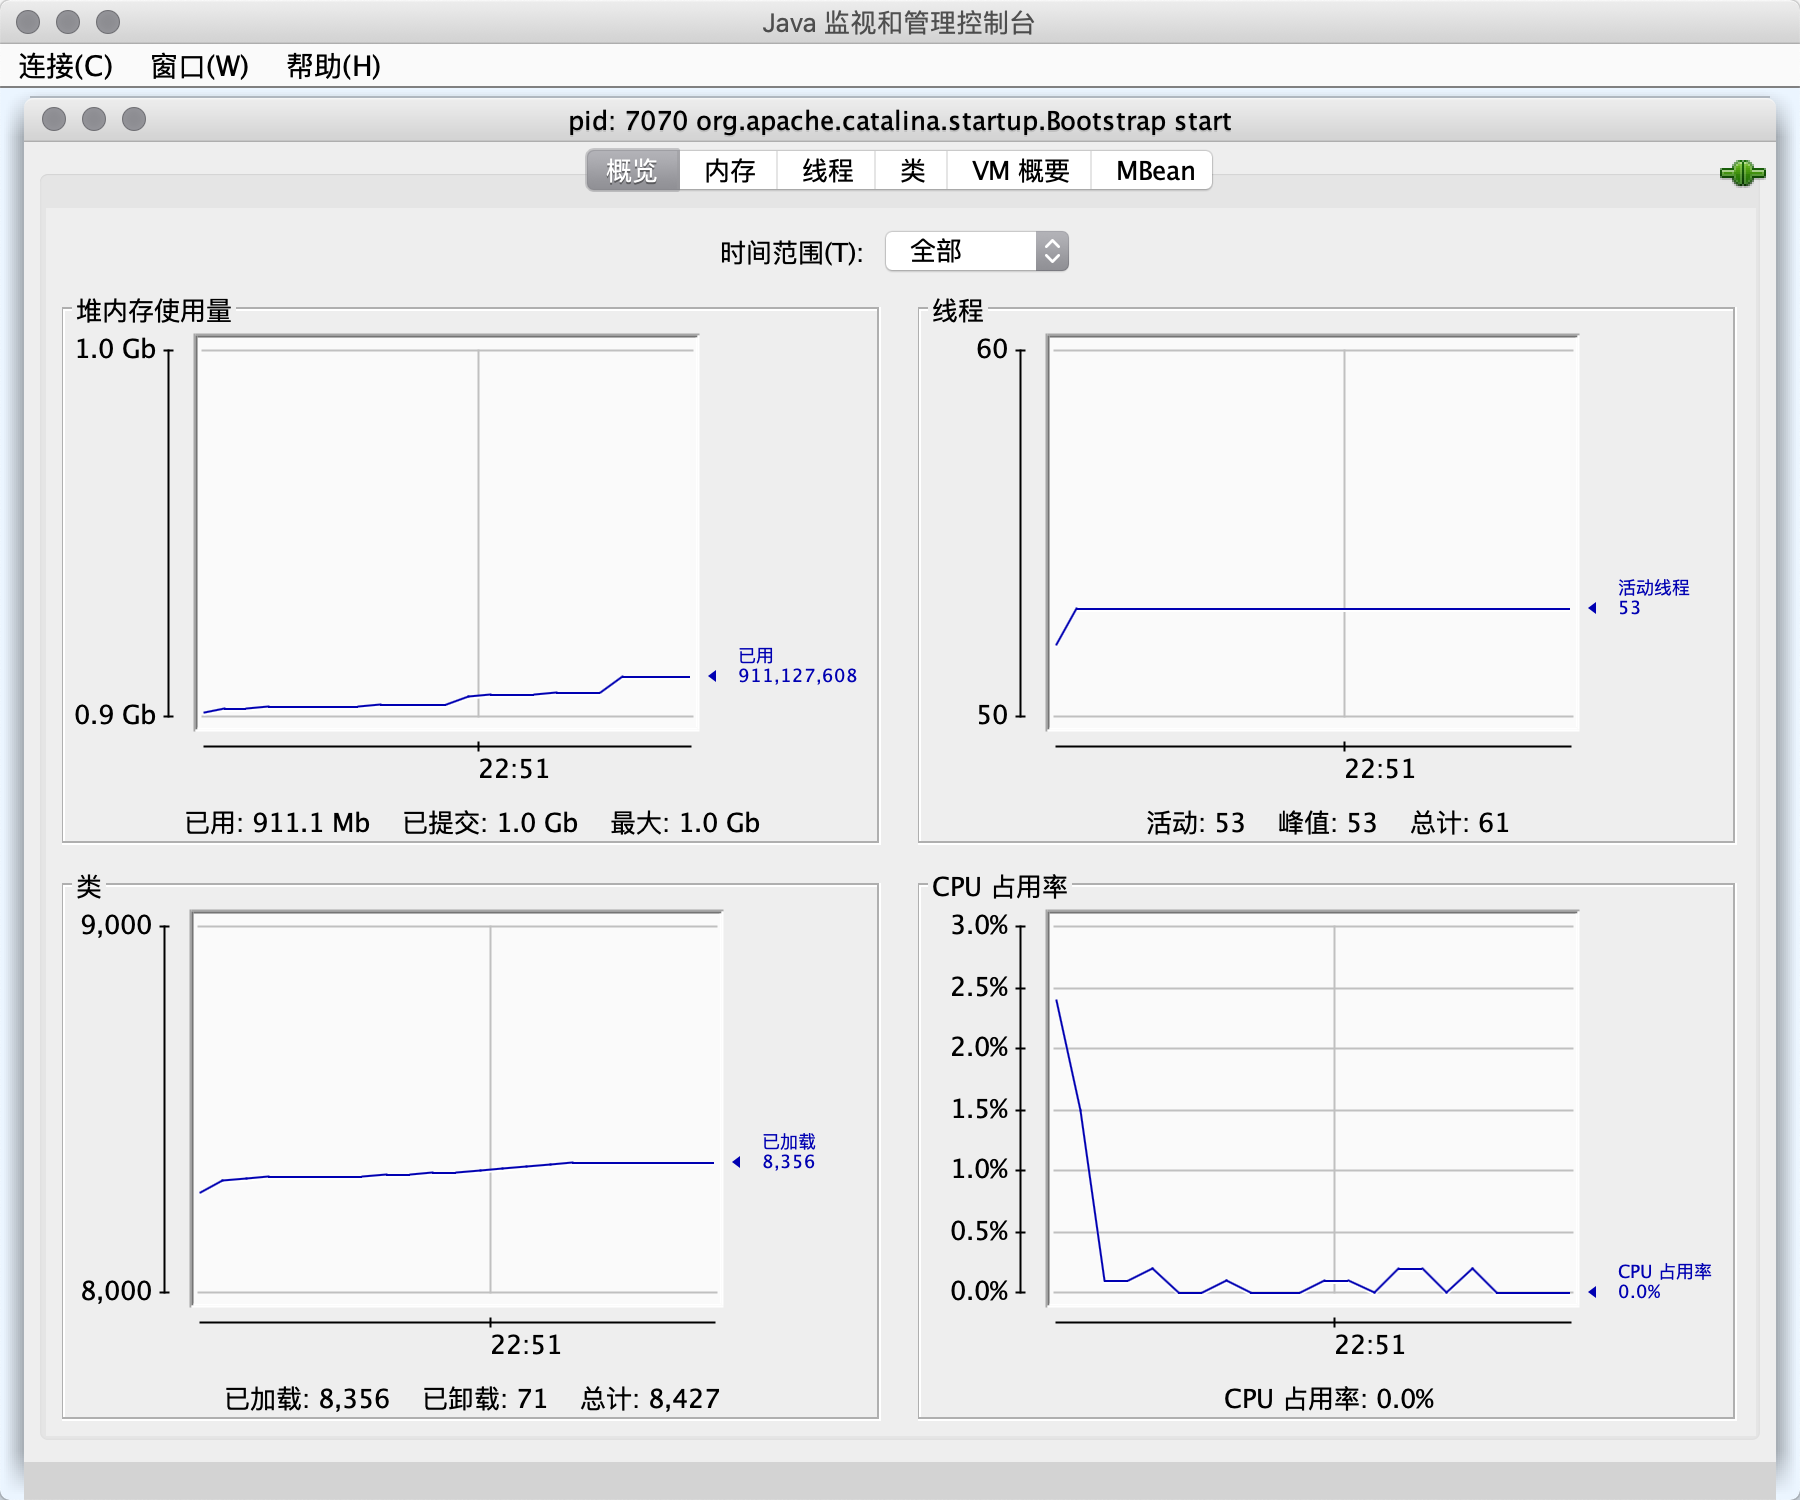 Java 监视和管理控制台
连接(C) 窗口(W) 帮助(H)
pid: 7070 org.apache.catalina.startup.Bootstrap start
概览 内存 线程 类 VM 概要 MBean
时间范围(T): 全部
堆内存使用量
1.0 Gb
0.9 Gb
已用
911,127,608
22:51
已用: 911.1 Mb 已提交: 1.0 Gb 最大: 1.0 Gb
线程
60
50
活动线程
53
22:51
活动: 53 峰值: 53 总计: 61
类
9,000
8,000
已加载
8,356
22:51
已加载: 8,356 已卸载: 71 总计: 8,427
CPU 占用率
3.0%
2.5%
2.0%
1.5%
1.0%
0.5%
0.0%
CPU 占用率
0.0%
22:51
CPU 占用率: 0.0%